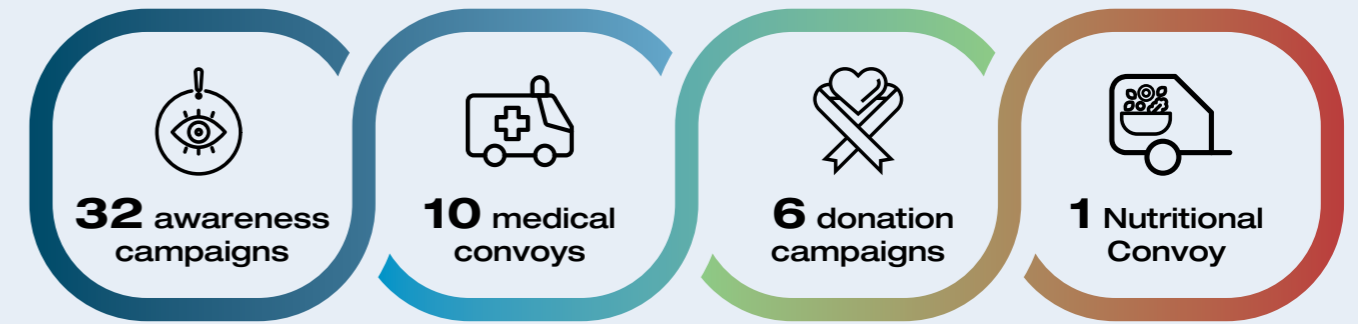 32 awareness
campaigns
10 medical
convoys
6 donation
campaigns
1 Nutritional
Convoy